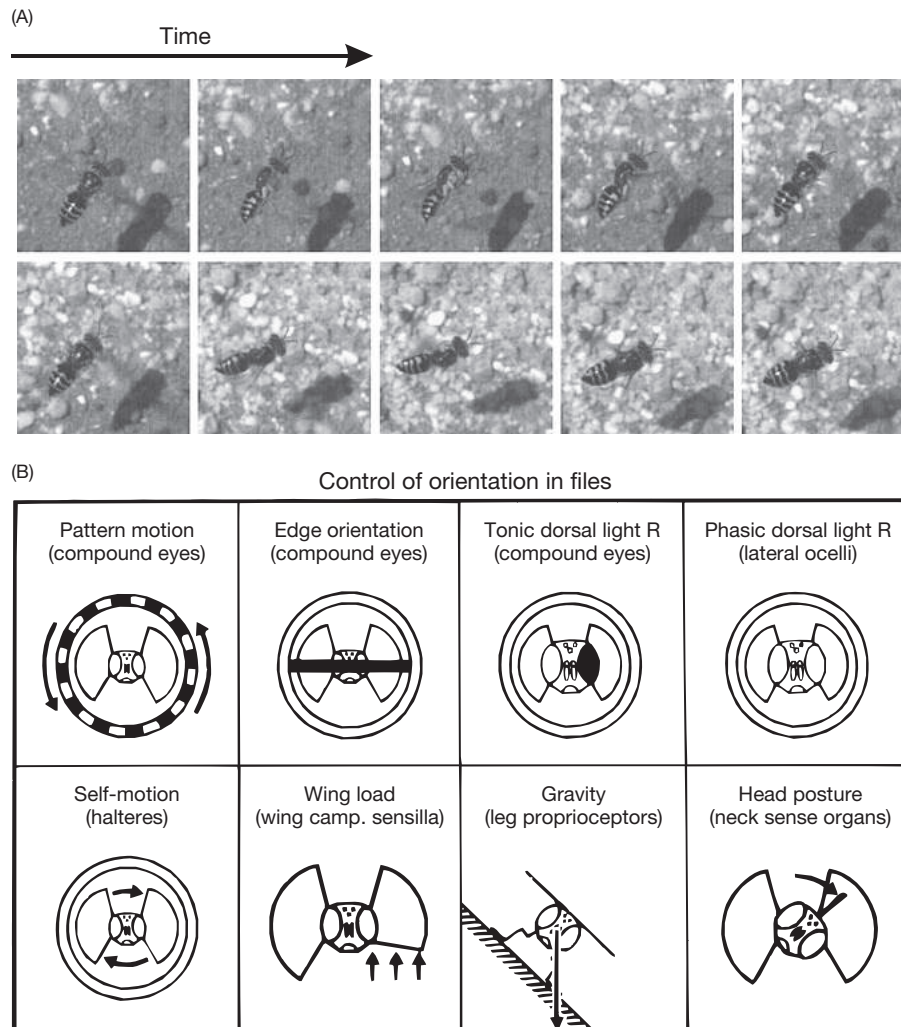 (A)
Time
(B)
Control of orientation in files
Pattern motion
(compound eyes)
Edge orientation
(compound eyes)
Tonic dorsal light R
(compound eyes)
Phasic dorsal light R
(lateral ocelli)
Self-motion
(halteres)
Wing load
(wing camp. sensilla)
Gravity
(leg proprioceptors)
Head posture
(neck sense organs)